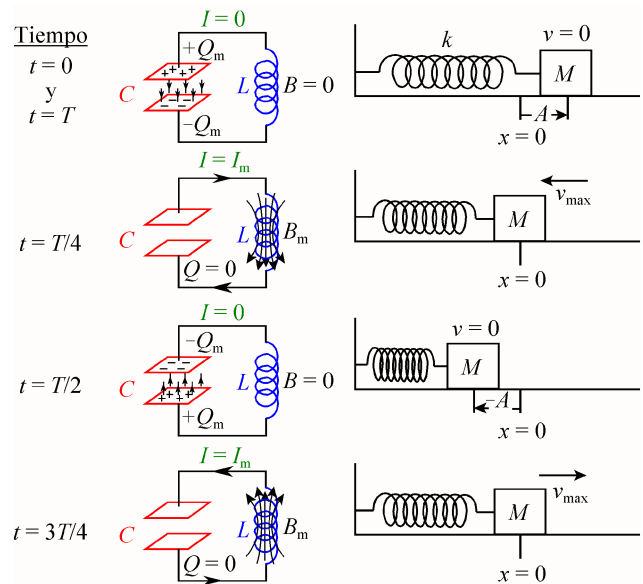 Tiempo
t = 0
y
t = T
I = 0
+Q_m
+ + + +
− − − −
C
−Q_m
L
B = 0
k
v = 0
M
A
x = 0
t = T/4
I = I_m
C
Q = 0
L
B_m
M
v_max
x = 0
t = T/2
I = 0
−Q_m
− − − −
+ + + +
C
+Q_m
L
B = 0
v = 0
M
−A
x = 0
t = 3T/4
I = I_m
C
Q = 0
L
B_m
M
v_max
x = 0